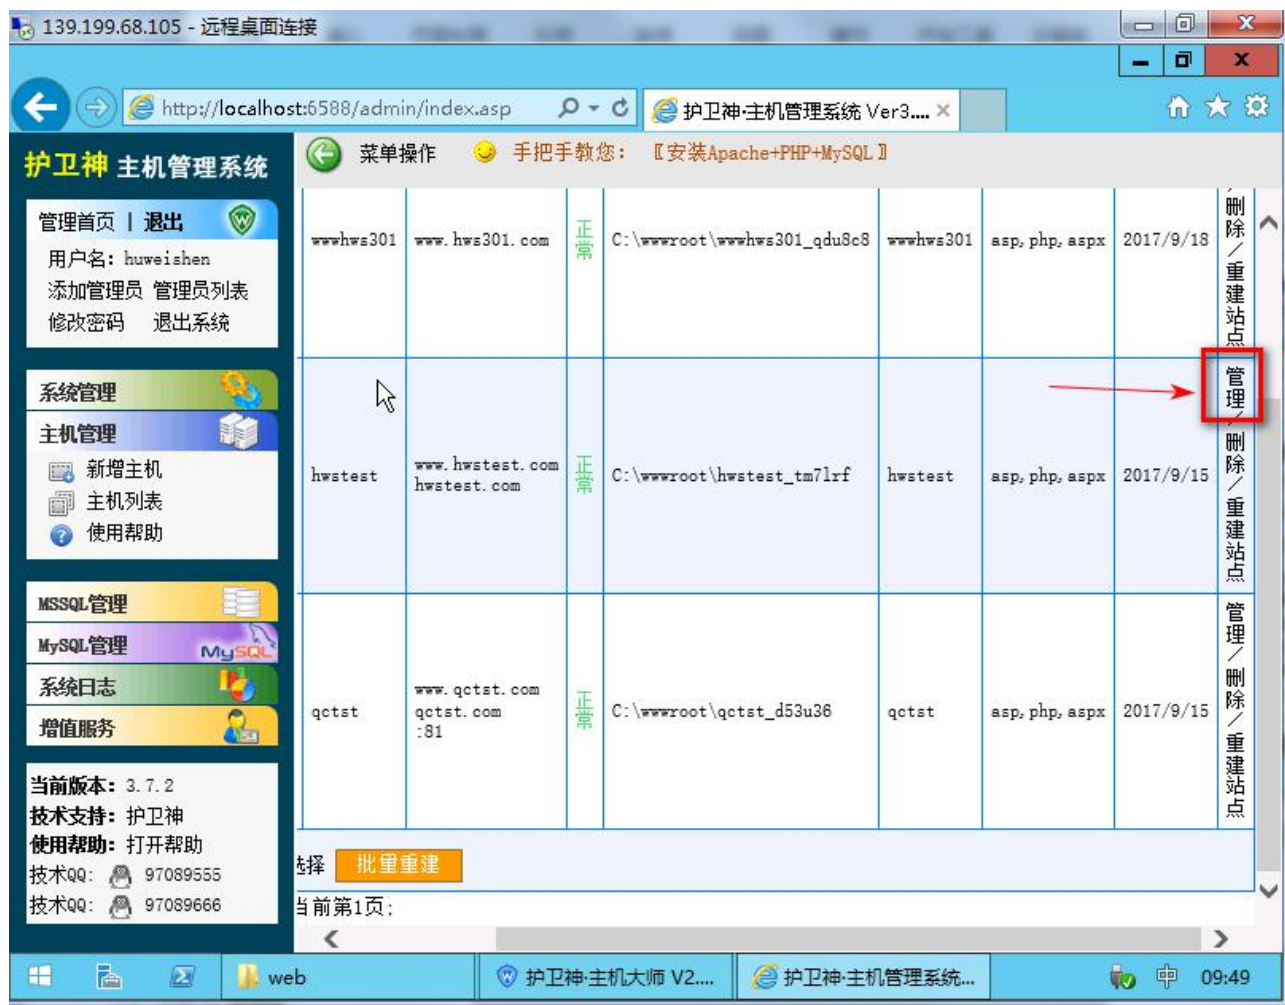 139.199.68.105 - 远程桌面连接
http://localhost:6588/admin/index.asp
护卫神·主机管理系统 Ver3....
护卫神 主机管理系统
菜单操作
手把手教您： 〖安装Apache+PHP+MySQL〗
管理首页 | 退出
用户名: huweishen
添加管理员 管理员列表
修改密码 退出系统
系统管理
主机管理
新增主机
主机列表
使用帮助
MSSQL管理
MySQL管理
MySQL
系统日志
增值服务
当前版本: 3.7.2
技术支持: 护卫神
使用帮助: 打开帮助
技术QQ: 97089555
技术QQ: 97089666
wwwhws301
www.hws301.com
正常
C:\wwwroot\wwwhws301_qdu8c8
wwwhws301
asp,php,aspx
2017/9/18
/删除/重建站点
hwstest
www.hwstest.com
hwstest.com
正常
C:\wwwroot\hwstest_tm7lrf
hwstest
asp,php,aspx
2017/9/15
管理/删除/重建站点
qctst
www.qctst.com
qctst.com
:81
正常
C:\wwwroot\qctst_d53u36
qctst
asp,php,aspx
2017/9/15
管理/删除/重建站点
选择 批量重建
当前第1页:
web
护卫神·主机大师 V2....
护卫神·主机管理系统...
中
09:49